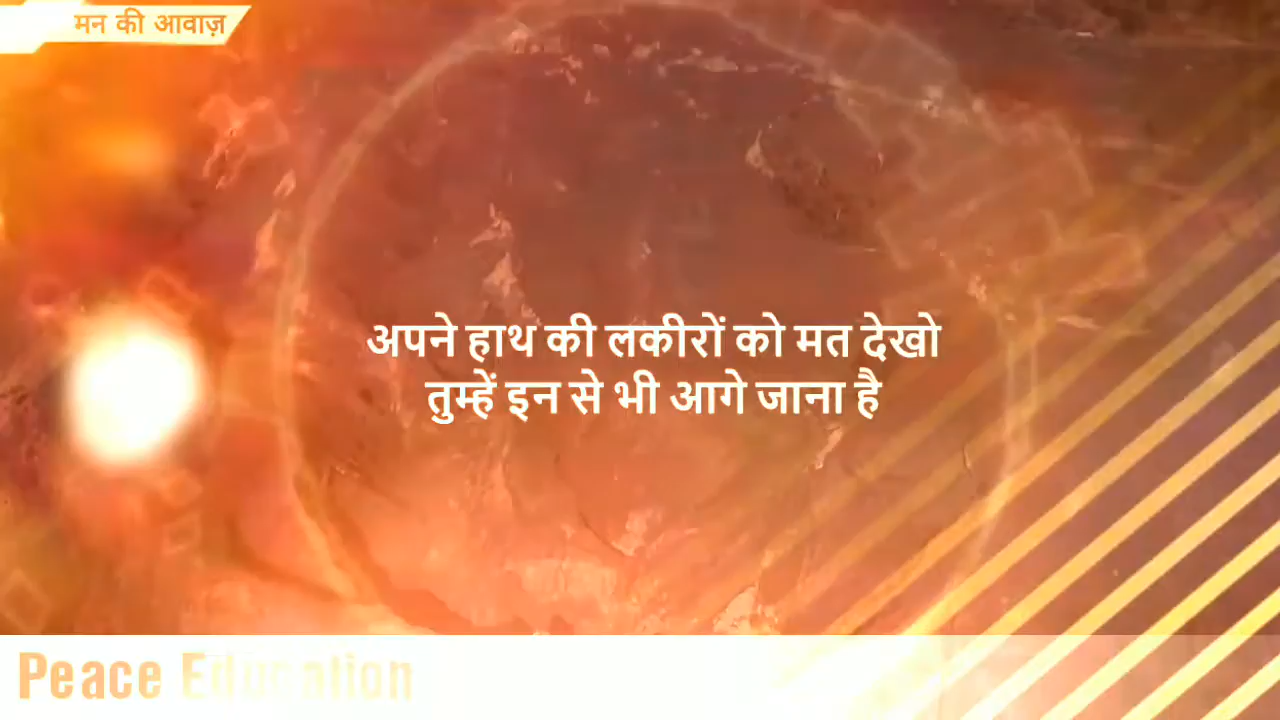 मन की आवाज़
अपने हाथ की लकीरों को मत देखो
तुम्हें इन से भी आगे जाना है
Peace Education